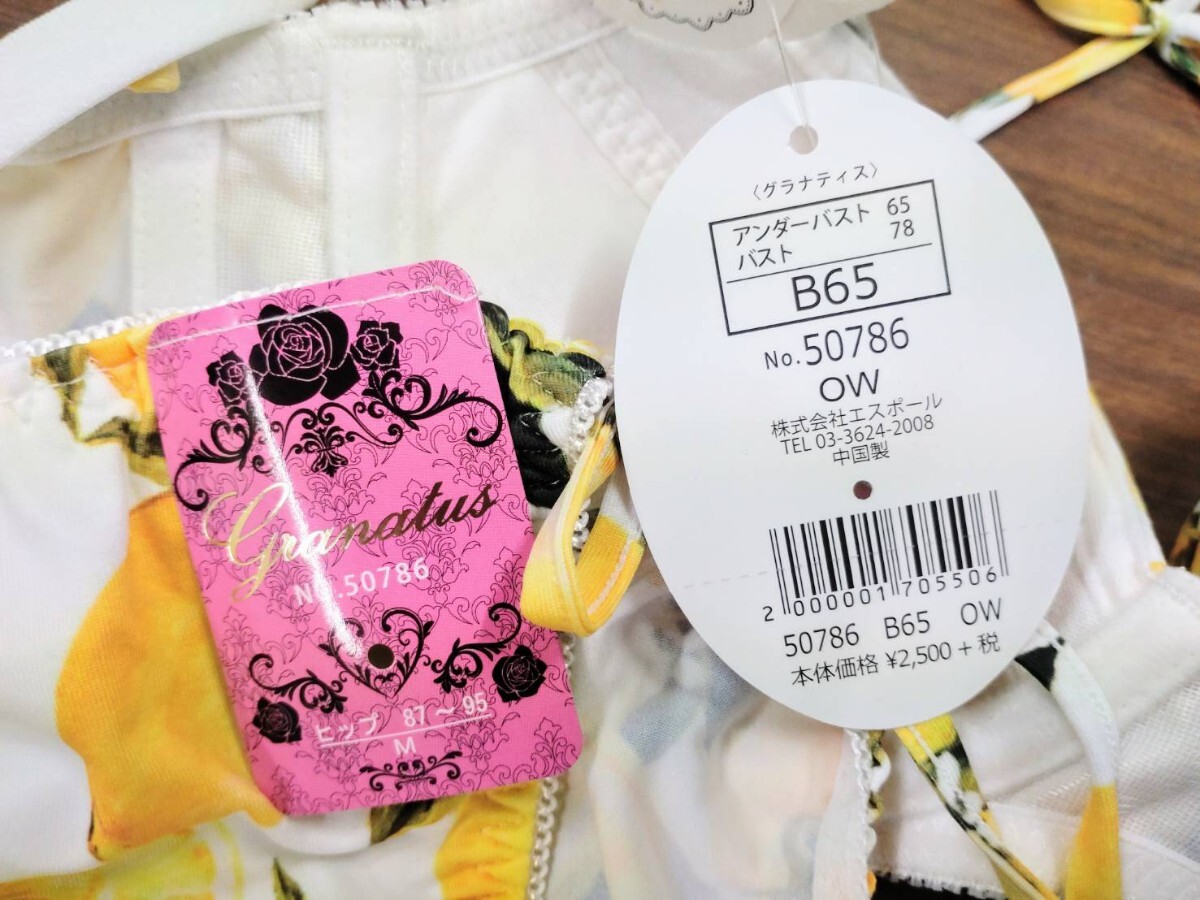 Granatus
No.50786
ヒップ 87～95
M
〈グラナティス〉
アンダーバスト 65
バスト 78
B65
No.50786
OW
株式会社エスポール
TEL 03-3624-2008
中国製
2 000001 705506
50786 B65 OW
本体価格 ¥2,500+税